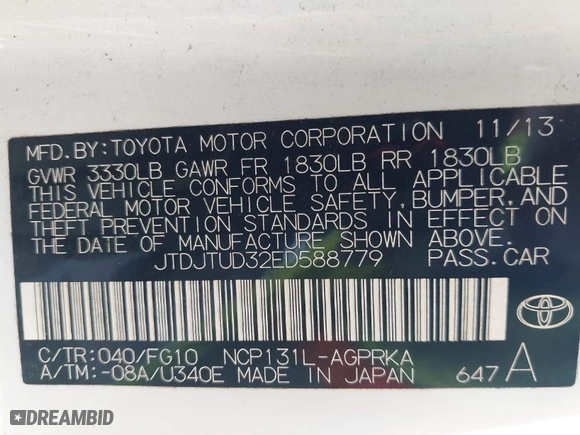 MFD.BY:TOYOTA MOTOR CORPORATION 11/13
GVWR 3330LB GAWR FR 1830LB RR 1830LB
THIS VEHICLE CONFORMS TO ALL APPLICABLE
FEDERAL MOTOR VEHICLE SAFETY, BUMPER, AND
THEFT PREVENTION STANDARDS IN EFFECT ON
THE DATE OF MANUFACTURE SHOWN ABOVE.
JTDJTUD32ED588779 PASS.CAR
C/TR:040/FG10 NCP131L-AGPRKA
A/TM:-08A/U340E MADE IN JAPAN 647A
TOYOTA
DREAMBID